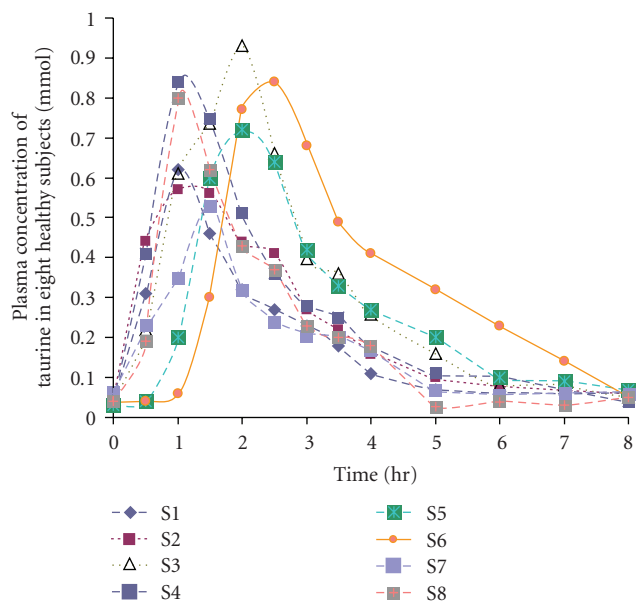 Plasma concentration of
taurine in eight healthy subjects (mmol)
1
0.9
0.8
0.7
0.6
0.5
0.4
0.3
0.2
0.1
0
0 1 2 3 4 5 6 7 8
Time (hr)
S1
S2
S3
S4
S5
S6
S7
S8